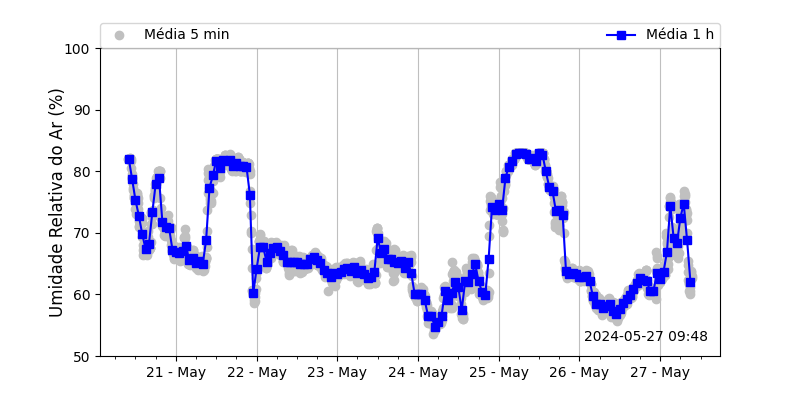 Média 5 min
Média 1 h
Umidade Relativa do Ar (%)
100
90
80
70
60
50
2024-05-27 09:48
21 - May
22 - May
23 - May
24 - May
25 - May
26 - May
27 - May